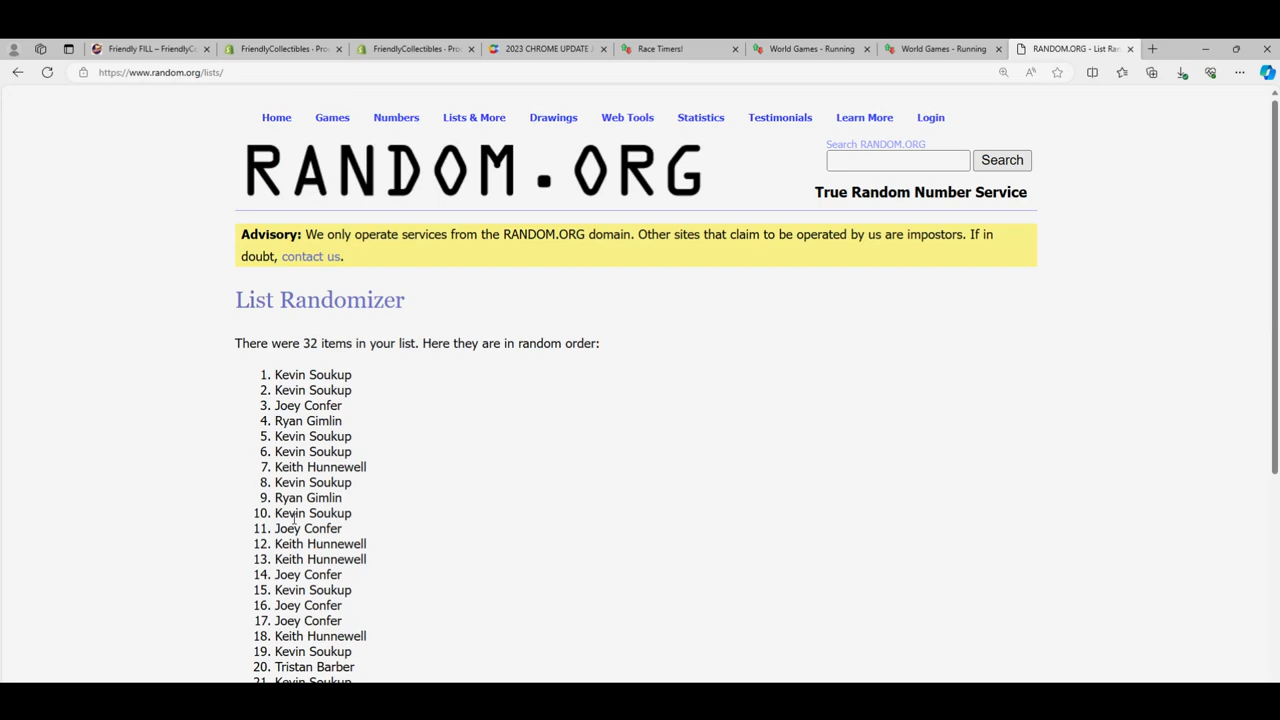 Friendly FILL – FriendlyC
FriendlyCollectibles · Pro
FriendlyCollectibles · Pro
2023 CHROME UPDATE
Race Timers!
World Games - Running
World Games - Running
RANDOM.ORG - List Ra
https://www.random.org/lists/
Home Games Numbers Lists & More Drawings Web Tools Statistics Testimonials Learn More Login
RANDOM.ORG
Search RANDOM.ORG
Search
True Random Number Service
Advisory: We only operate services from the RANDOM.ORG domain. Other sites that claim to be operated by us are impostors. If in
doubt, contact us.
List Randomizer
There were 32 items in your list. Here they are in random order:
1. Kevin Soukup
2. Kevin Soukup
3. Joey Confer
4. Ryan Gimlin
5. Kevin Soukup
6. Kevin Soukup
7. Keith Hunnewell
8. Kevin Soukup
9. Ryan Gimlin
10. Kevin Soukup
11. Joey Confer
12. Keith Hunnewell
13. Keith Hunnewell
14. Joey Confer
15. Kevin Soukup
16. Joey Confer
17. Joey Confer
18. Keith Hunnewell
19. Kevin Soukup
20. Tristan Barber
21. Kevin Soukup